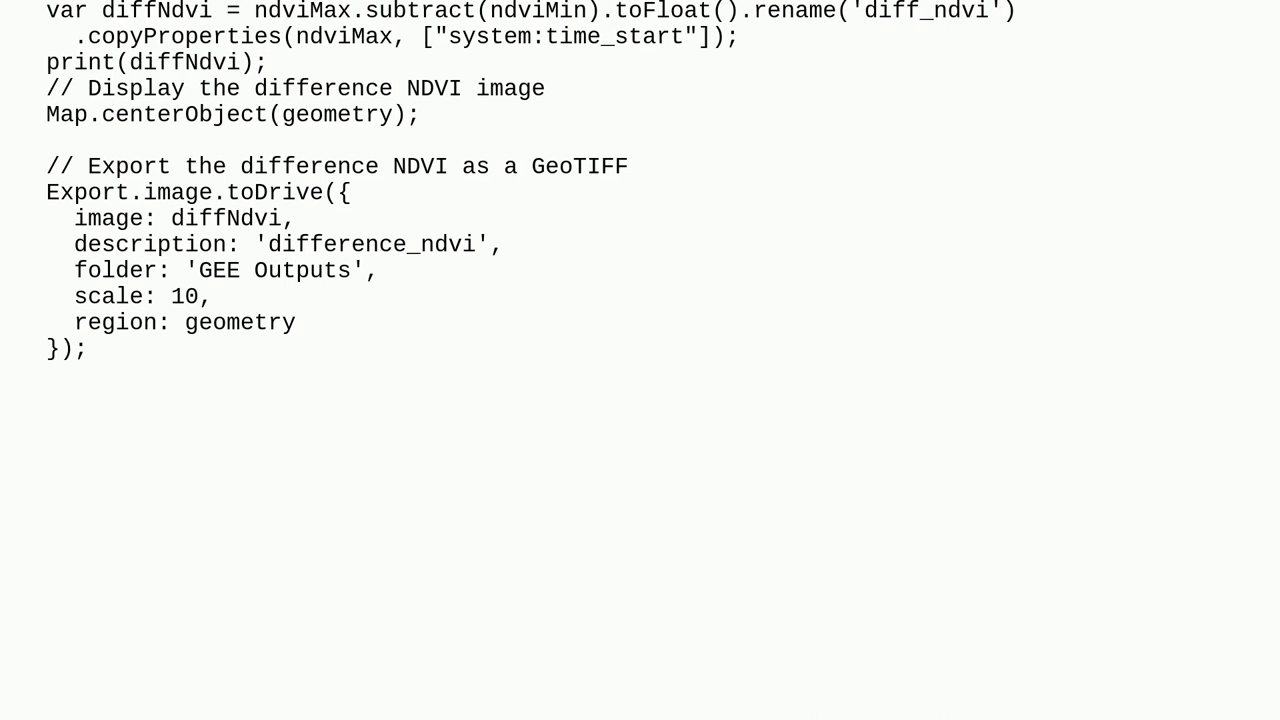 var diffNdvi = ndviMax.subtract(ndviMin).toFloat().rename('diff_ndvi')
  .copyProperties(ndviMax, ["system:time_start"]);
print(diffNdvi);
// Display the difference NDVI image
Map.centerObject(geometry);

// Export the difference NDVI as a GeoTIFF
Export.image.toDrive({
  image: diffNdvi,
  description: 'difference_ndvi',
  folder: 'GEE Outputs',
  scale: 10,
  region: geometry
});